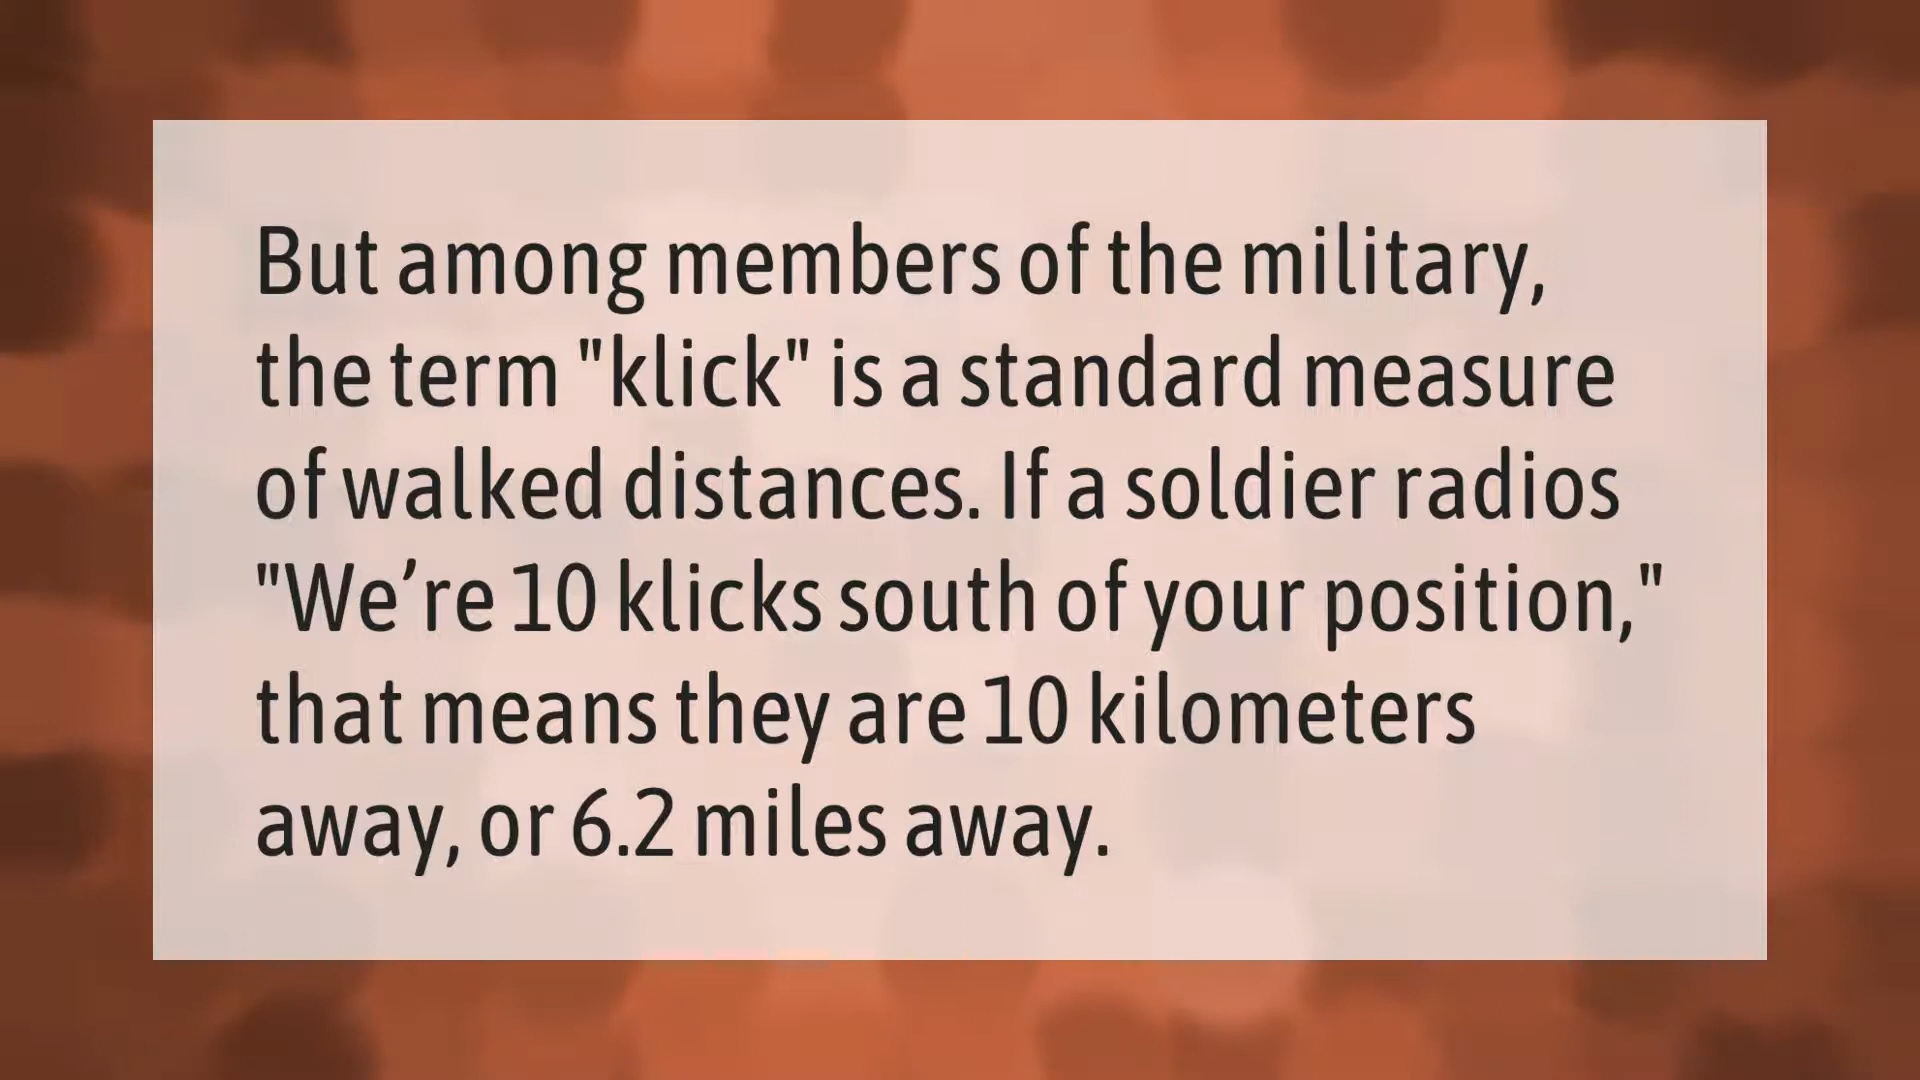 But among members of the military,
the term "klick" is a standard measure
of walked distances. If a soldier radios
"We’re 10 klicks south of your position,"
that means they are 10 kilometers
away, or 6.2 miles away.